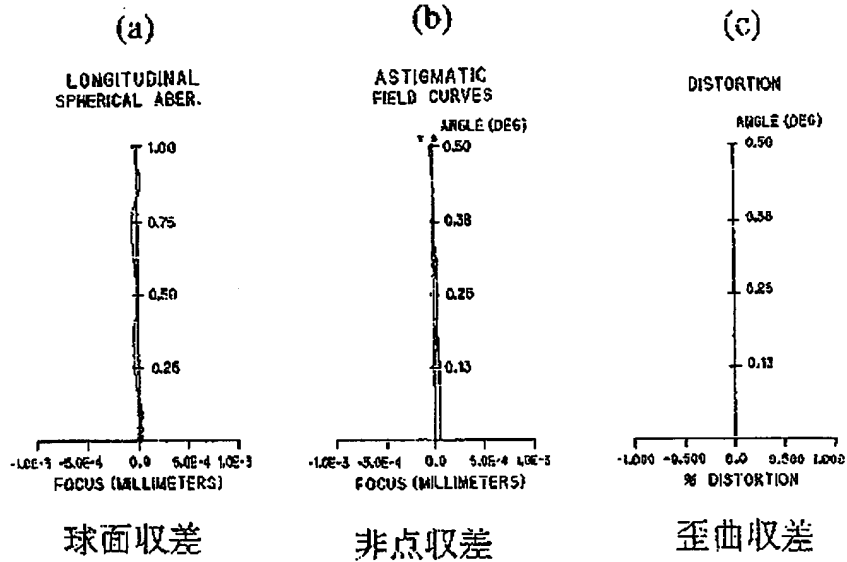 (a)
LONGITUDINAL
SPHERICAL ABER.
1.00
0.75
0.50
0.25
-1.0E-3 -5.0E-4 0.0 5.0E-4 1.0E-3
FOCUS (MILLIMETERS)
球面収差
(b)
ASTIGMATIC
FIELD CURVES
ANGLE (DEG)
0.50
0.38
0.25
0.13
-1.0E-3 -5.0E-4 0.0 5.0E-4 1.0E-3
FOCUS (MILLIMETERS)
非点収差
(c)
DISTORTION
ANGLE (DEG)
0.50
0.38
0.25
0.13
-1.000 -0.500 0.0 0.500 1.000
% DISTORTION
歪曲収差